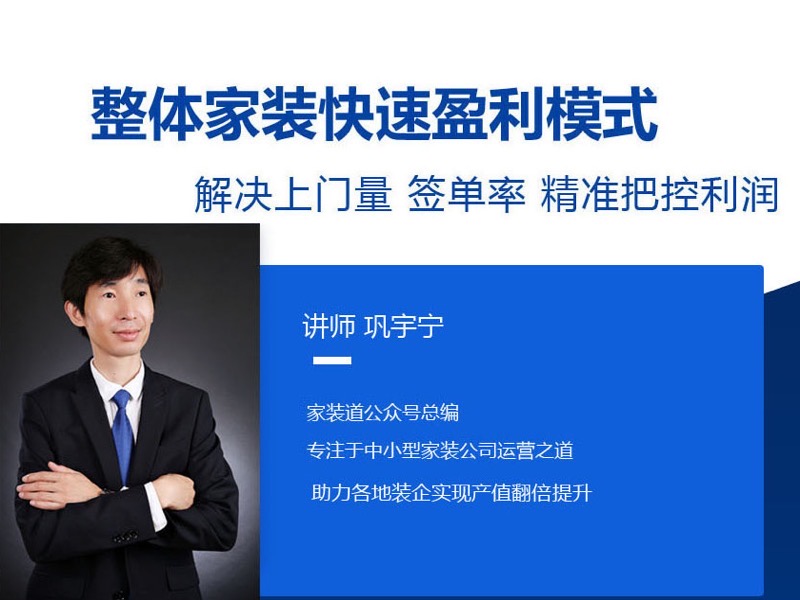 整体家装快速盈利模式
解决上门量 签单率 精准把控利润
讲师 巩宇宁
家装道公众号总编
专注于中小型家装公司运营之道
助力各地装企实现产值翻倍提升